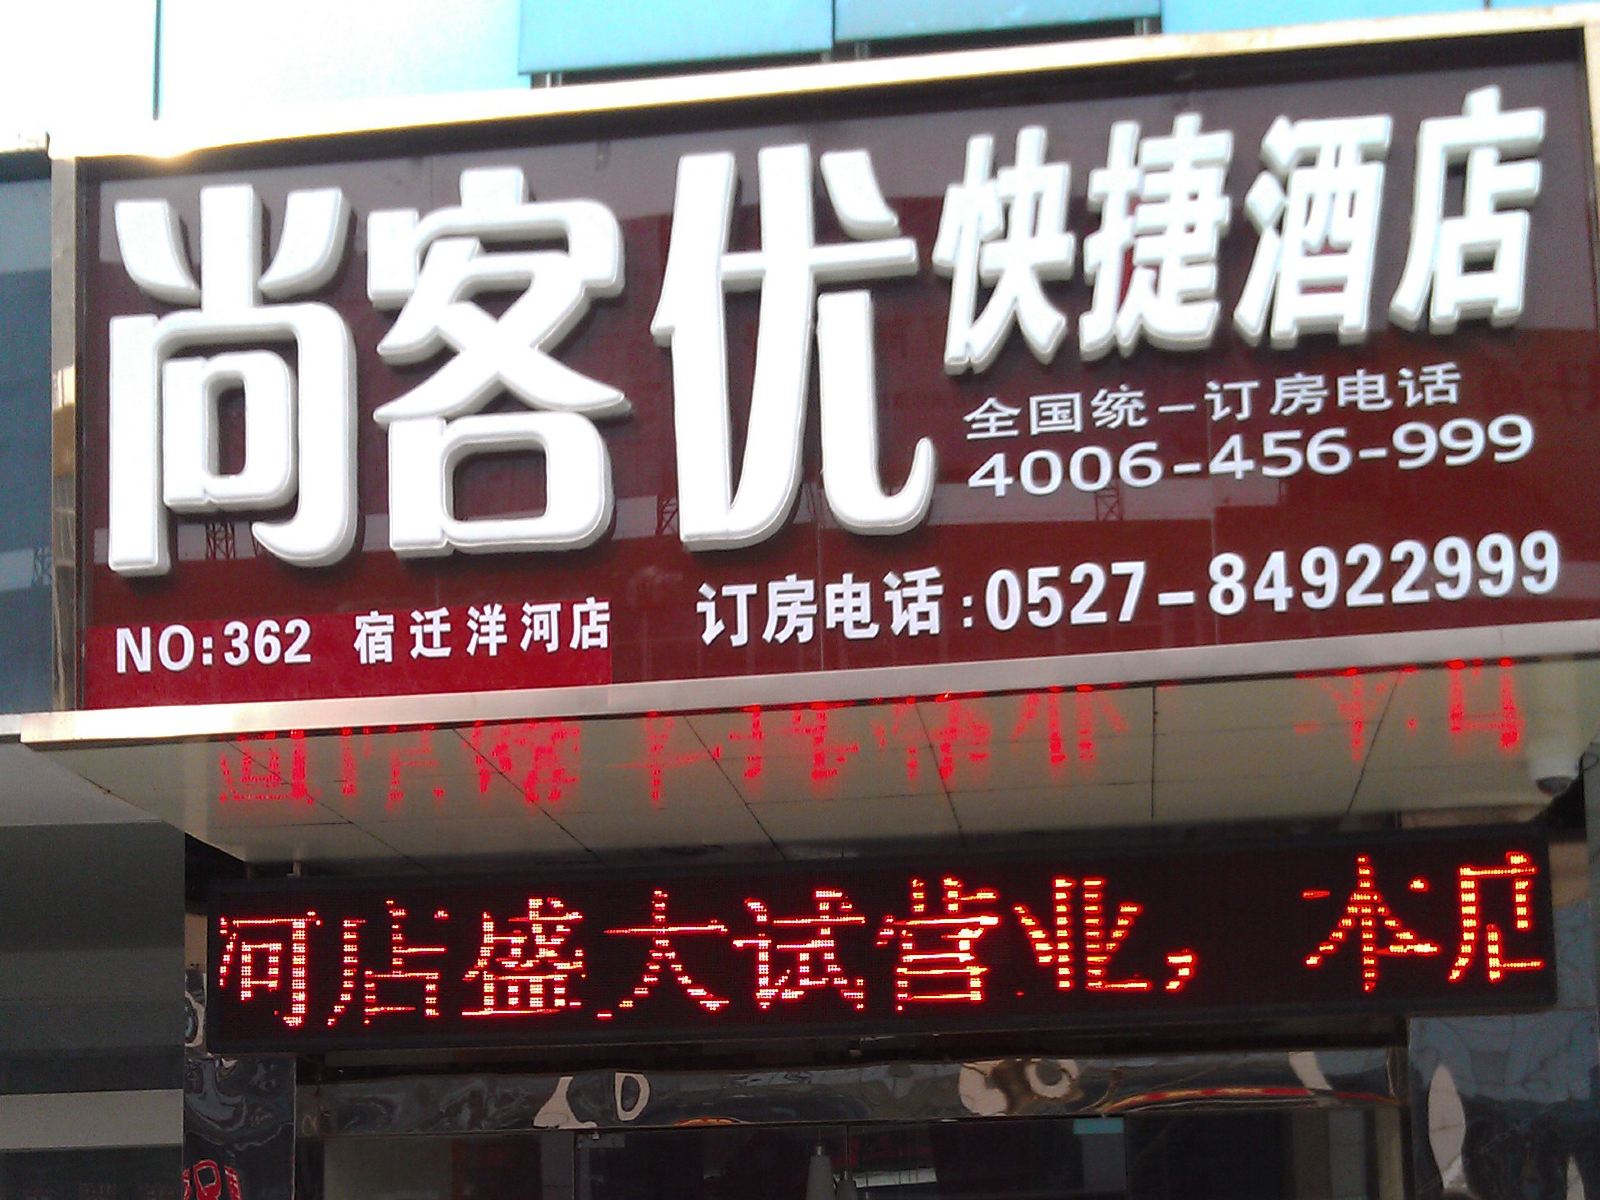 尚客优快捷酒店
全国统一订房电话
4006-456-999
NO:362 宿迁洋河店 订房电话:0527-84922999
河店盛大试营业，本店